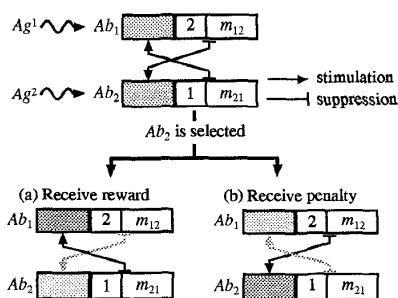 Ag¹ Ab₁ 2 m₁₂
Ag² Ab₂ 1 m₂₁
stimulation
suppression
Ab₂ is selected
(a) Receive reward (b) Receive penalty
Ab₁ 2 m₁₂ Ab₁ 2 m₁₂
Ab₂ 1 m₂₁ Ab₂ 1 m₂₁